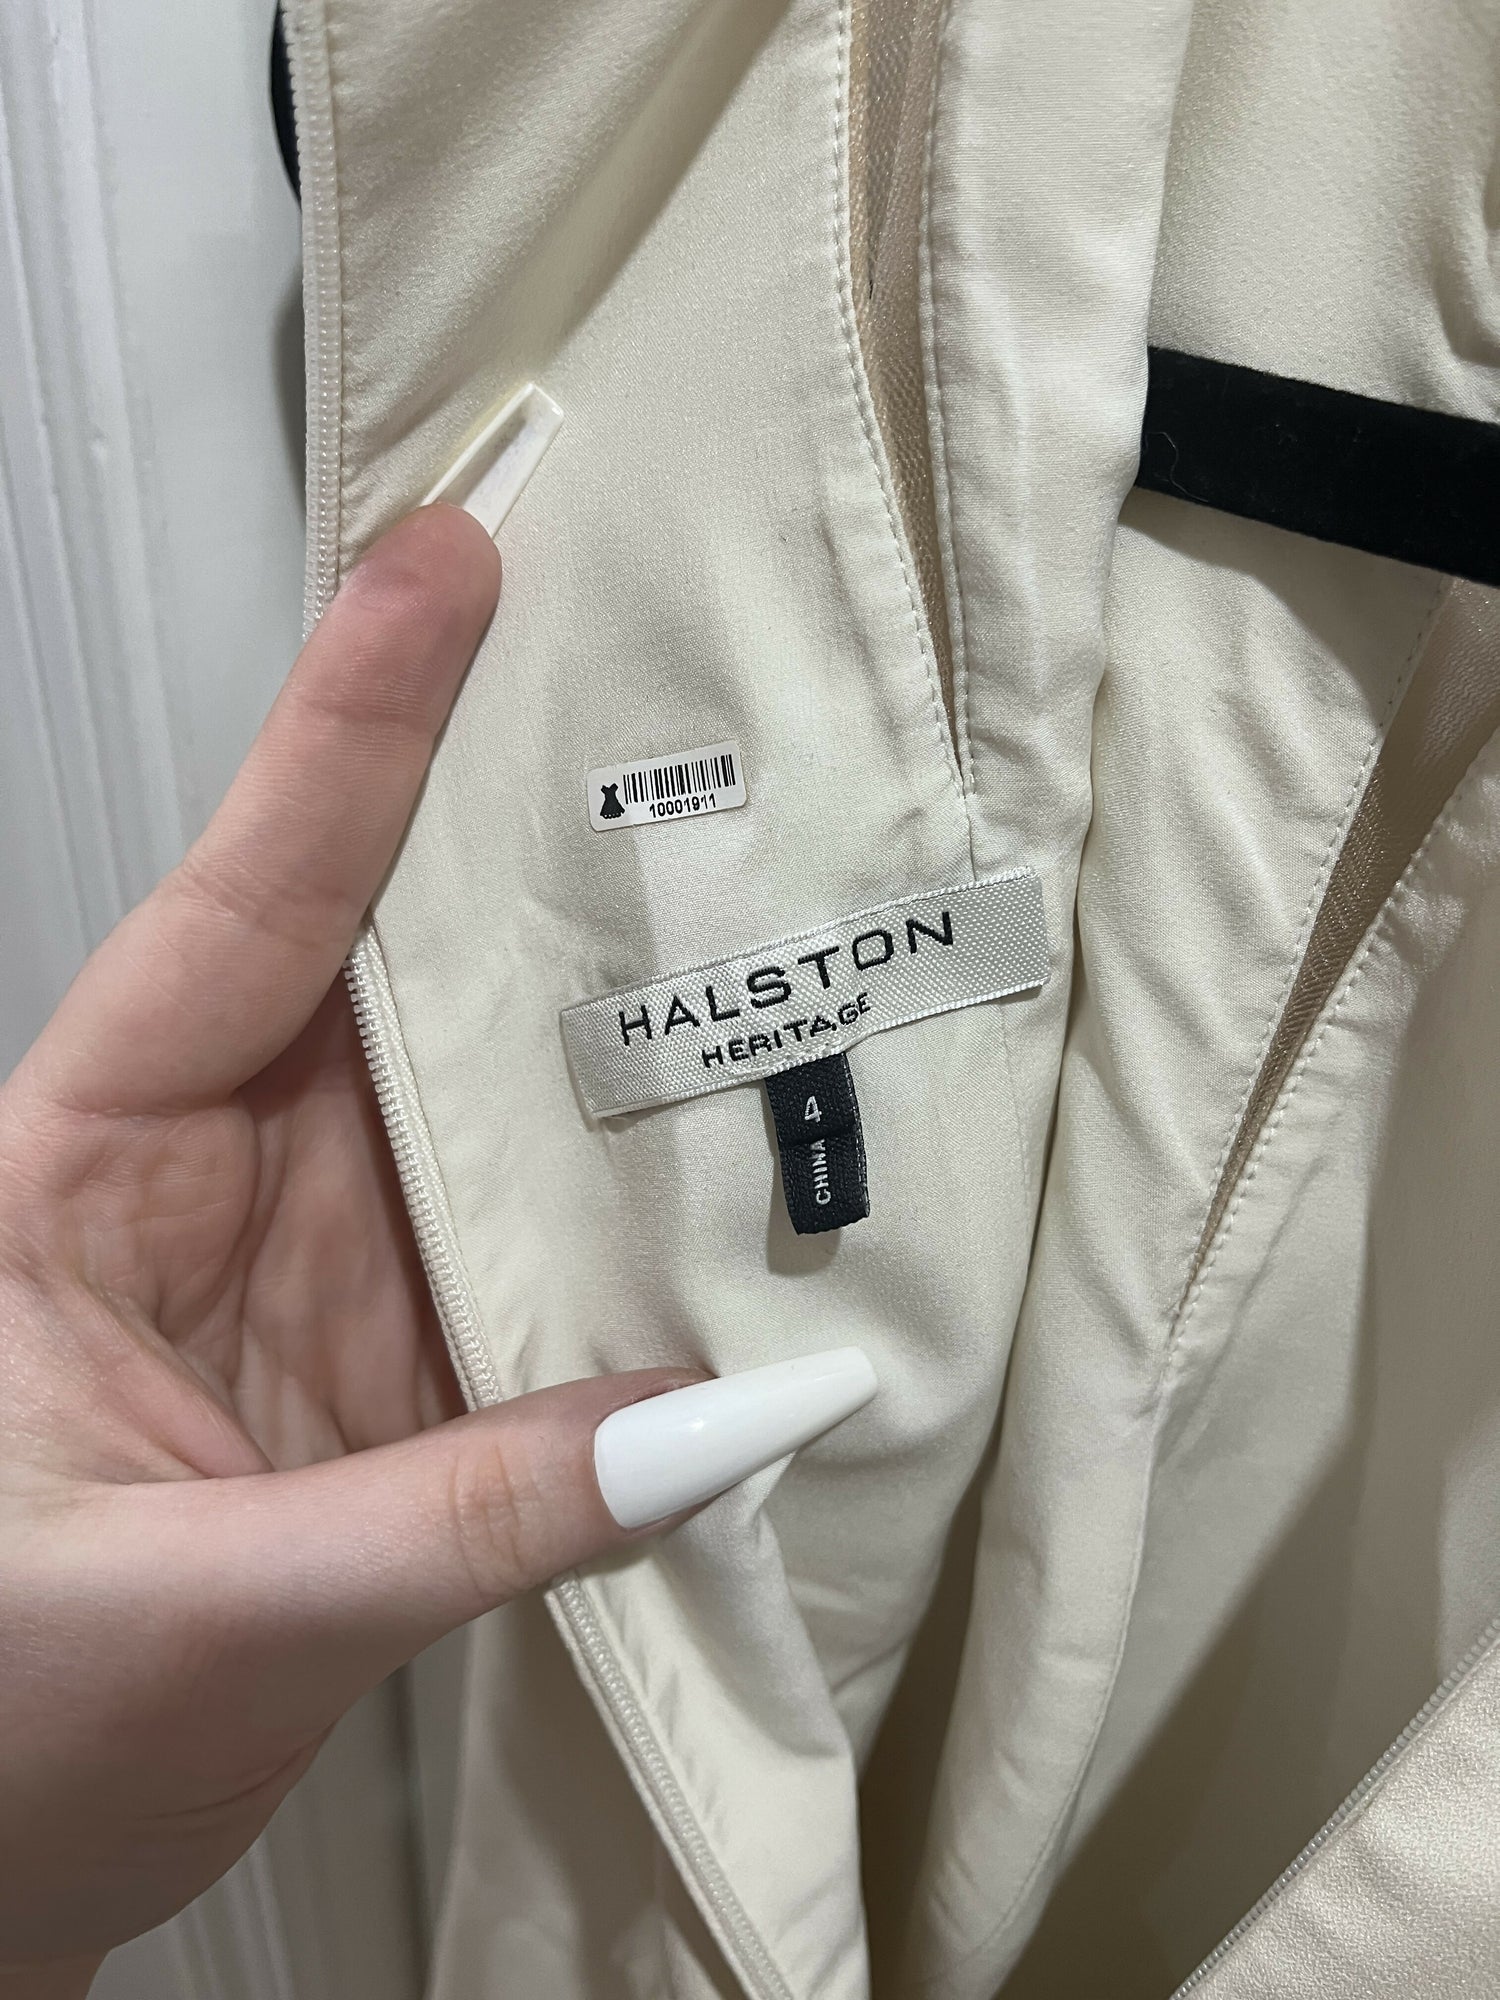 10001911
HALSTON
HERITAGE
4
CHINA